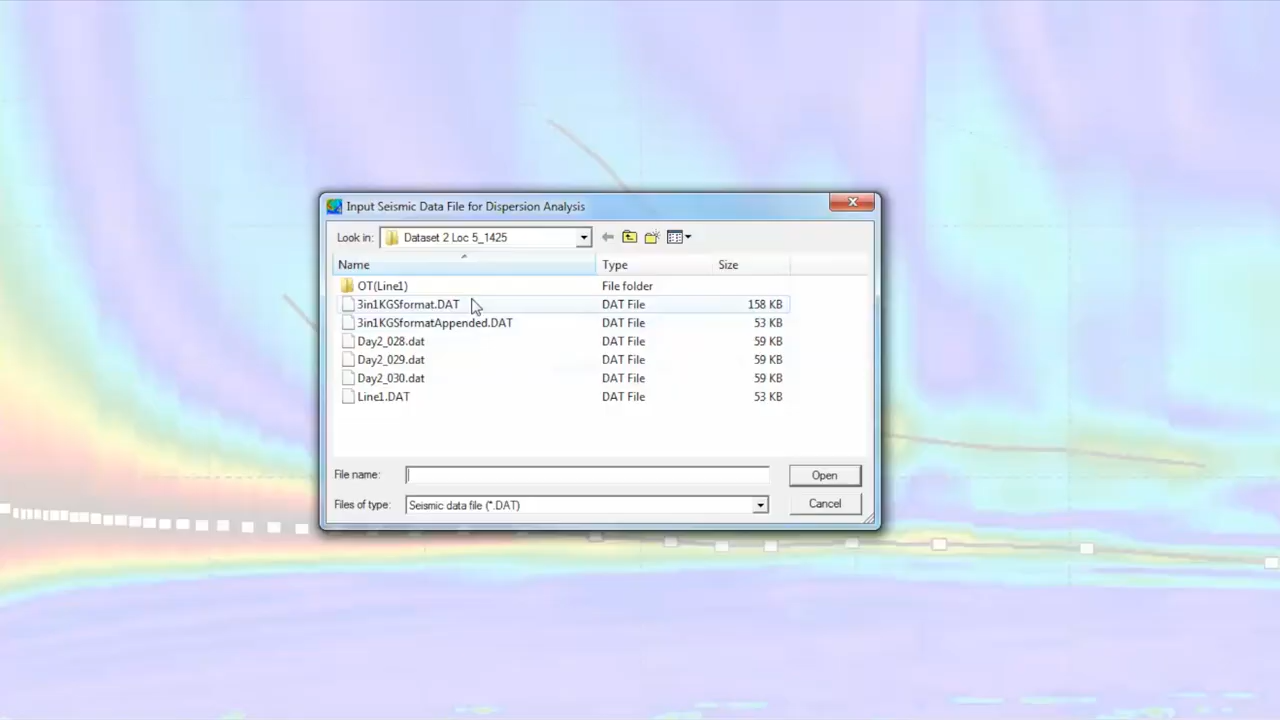 Input Seismic Data File for Dispersion Analysis
Look in: Dataset 2 Loc 5_1425
Name Type Size
OT(Line1) File folder
3in1KGSformat.DAT DAT File 158 KB
3in1KGSformatAppended.DAT DAT File 53 KB
Day2_028.dat DAT File 59 KB
Day2_029.dat DAT File 59 KB
Day2_030.dat DAT File 59 KB
Line1.DAT DAT File 53 KB
File name: Open
Files of type: Seismic data file (*.DAT) Cancel